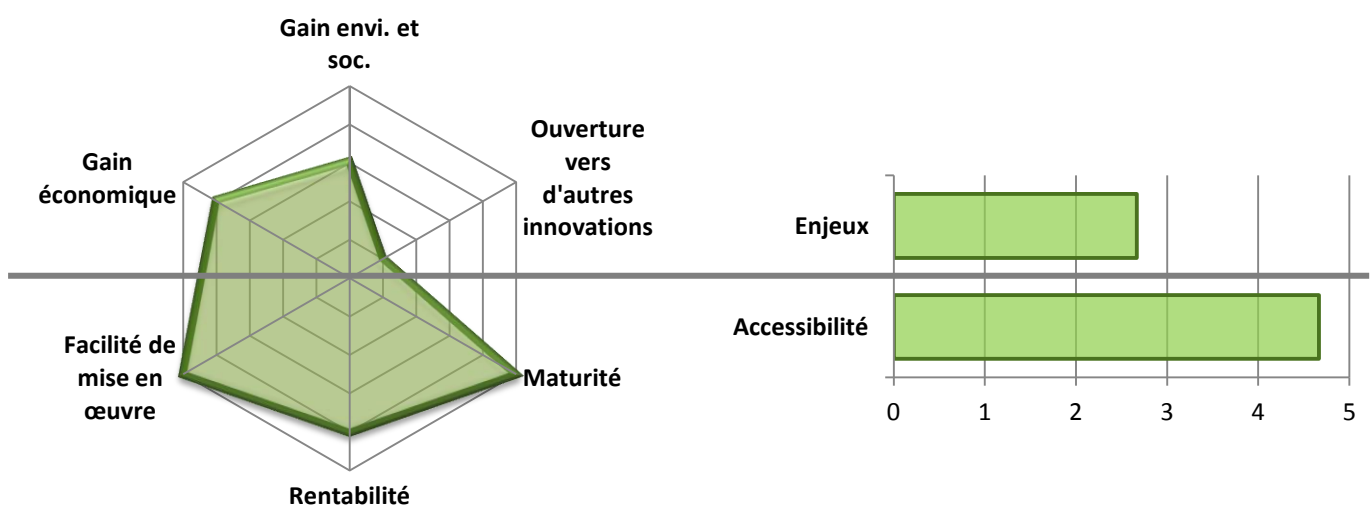 Gain envi. et
soc.
Ouverture
vers
d'autres
innovations
Gain
économique
Facilité de
mise en
œuvre
Maturité
Rentabilité
Enjeux
Accessibilité
0 1 2 3 4 5